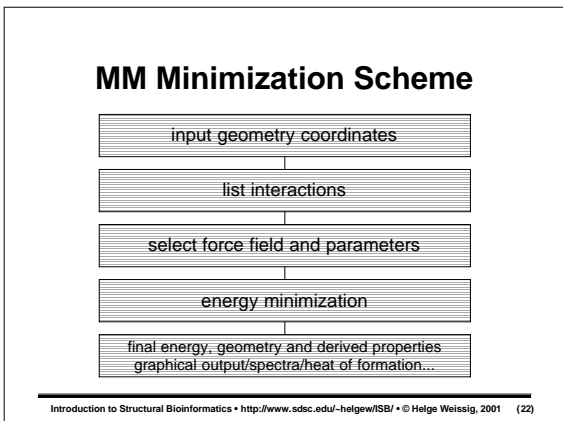 MM Minimization Scheme
input geometry coordinates
list interactions
select force field and parameters
energy minimization
final energy, geometry and derived properties
graphical output/spectra/heat of formation...
Introduction to Structural Bioinformatics • http://www.sdsc.edu/~helgew/ISB/ • © Helge Weissig, 2001 (22)